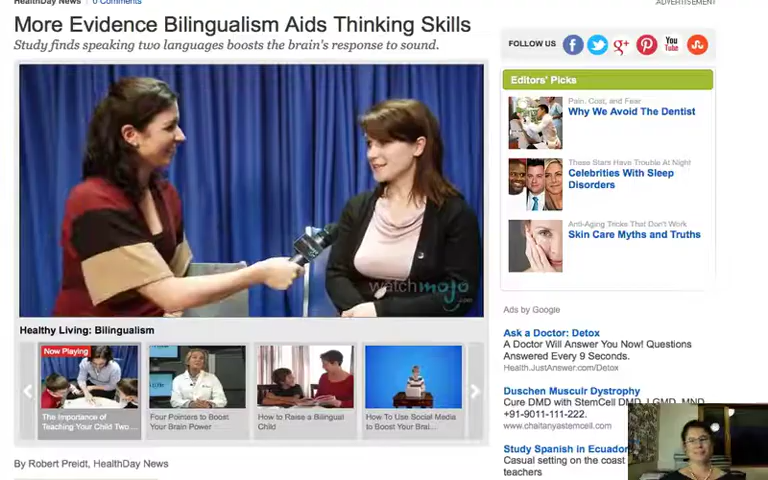 HealthDay News
0 Comments
ADVERTISEMENT
More Evidence Bilingualism Aids Thinking Skills
Study finds speaking two languages boosts the brain's response to sound.
watchmojo
.com
Healthy Living: Bilingualism
Now Playing
The Importance of
Teaching Your Child Two ...
Four Pointers to Boost
Your Brain Power
How to Raise a Bilingual
Child
How To Use Social Media
to Boost Your Brai...
By Robert Preidt, HealthDay News
FOLLOW US
You
Tube
Editors' Picks
Pain, Cost, and Fear
Why We Avoid The Dentist
These Stars Have Trouble At Night
Celebrities With Sleep
Disorders
Anti-Aging Tricks That Don't Work
Skin Care Myths and Truths
Ads by Google
Ask a Doctor: Detox
A Doctor Will Answer You Now! Questions
Answered Every 9 Seconds.
Health.JustAnswer.com/Detox
Duschen Musculr Dystrophy
Cure DMD with StemCell DMD, LGMD, MND
+91-9011-111-222.
www.chaitanyastemcell.com
Study Spanish in Ecuador
Casual setting on the coast
teachers